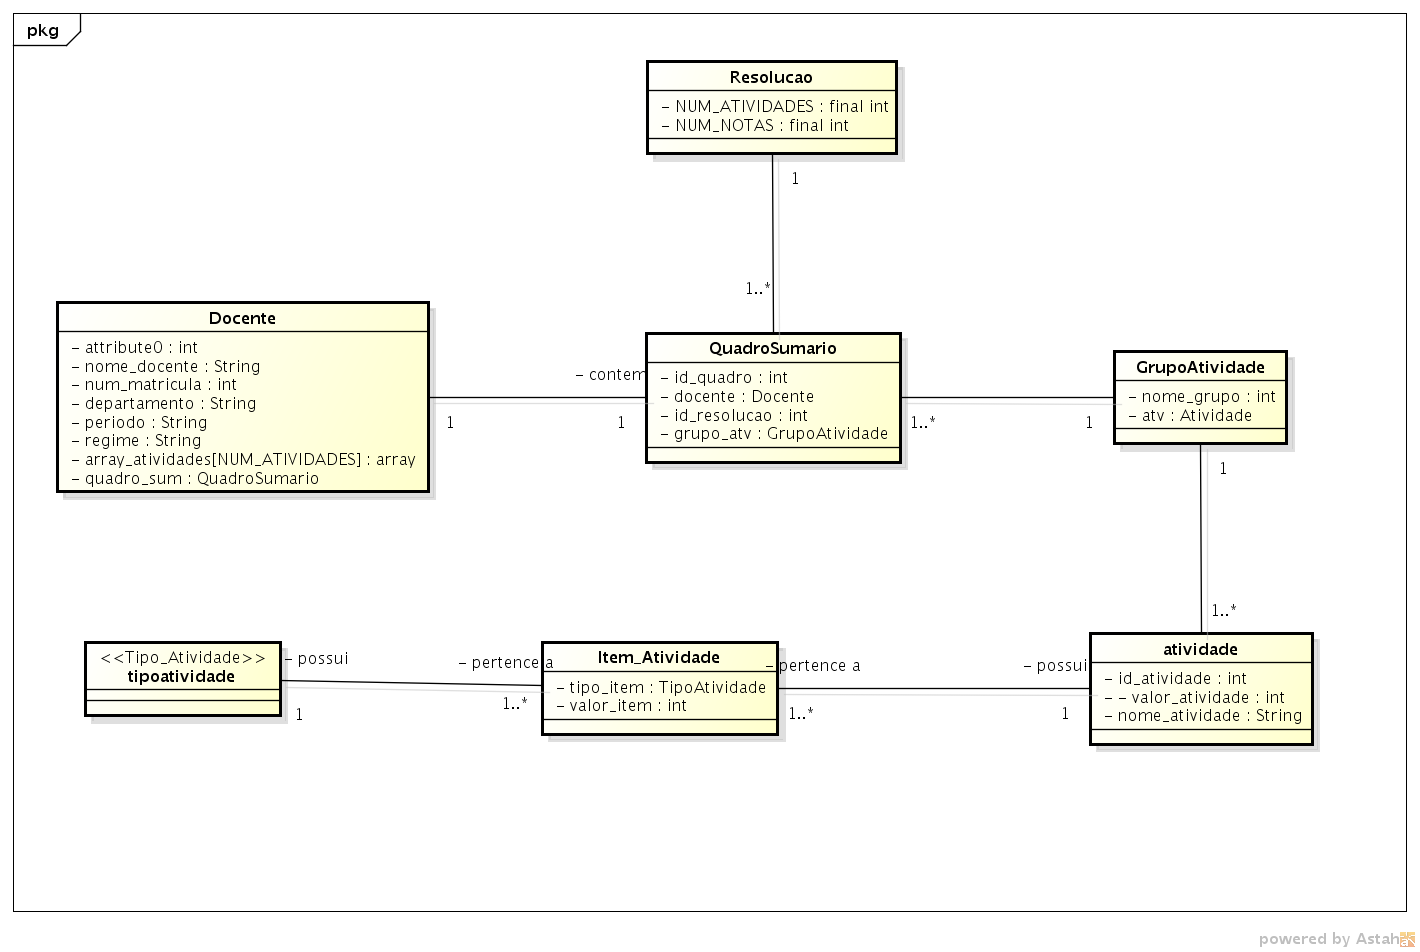 pkg
Resolucao
- NUM_ATIVIDADES : final int
- NUM_NOTAS : final int
1
1..*
Docente
- attribute0 : int
- nome_docente : String
- num_matricula : int
- departamento : String
- periodo : String
- regime : String
- array_atividades[NUM_ATIVIDADES] : array
- quadro_sum : QuadroSumario
- contem
1
1
QuadroSumario
- id_quadro : int
- docente : Docente
- id_resolucao : int
- grupo_atv : GrupoAtividade
1..*
1
GrupoAtividade
- nome_grupo : int
- atv : Atividade
1
1..*
<<Tipo_Atividade>>
tipoatividade
- possui
1
- pertence a
1..*
Item_Atividade
- tipo_item : TipoAtividade
- valor_item : int
- pertence a
1..*
- possui
1
atividade
- id_atividade : int
- - valor_atividade : int
- nome_atividade : String
powered by Astah